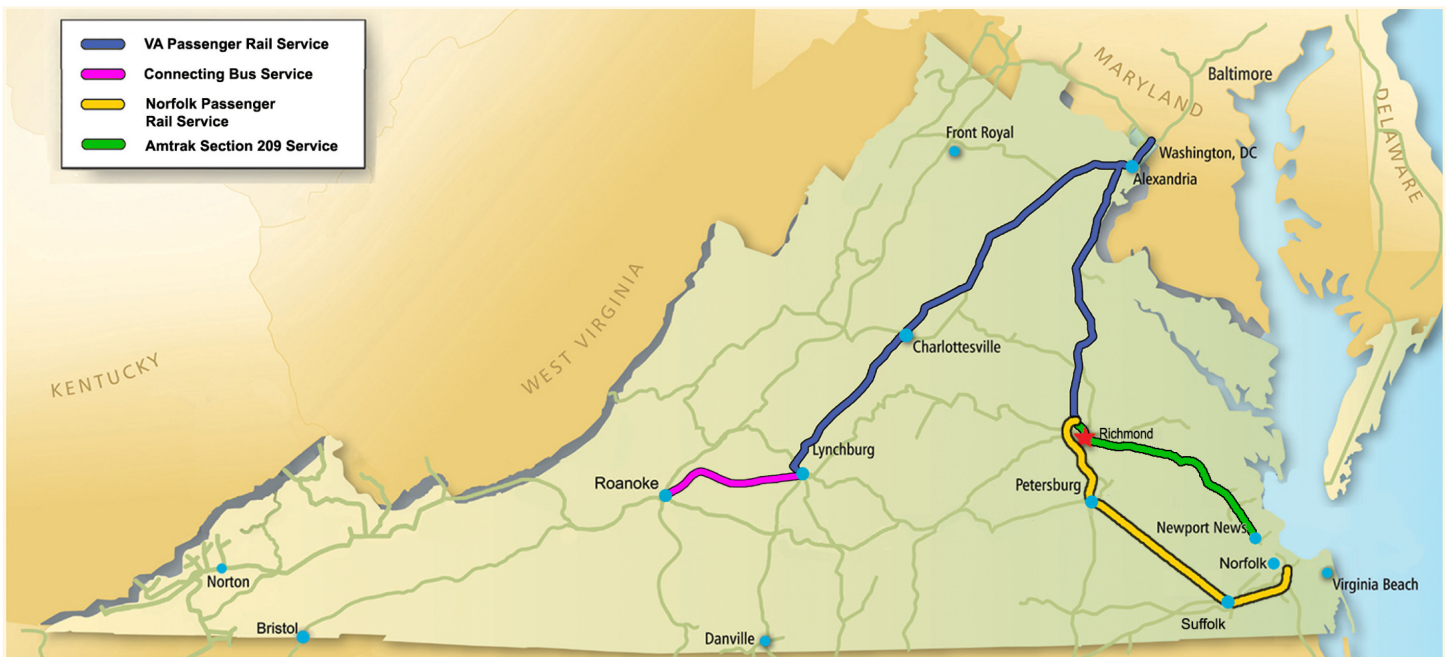 VA Passenger Rail Service
Connecting Bus Service
Norfolk Passenger
Rail Service
Amtrak Section 209 Service
MARYLAND
Baltimore
DELAWARE
Front Royal
Washington, DC
Alexandria
WEST VIRGINIA
KENTUCKY
Charlottesville
Richmond
Lynchburg
Roanoke
Petersburg
Newport News
Norfolk
Virginia Beach
Norton
Suffolk
Bristol
Danville